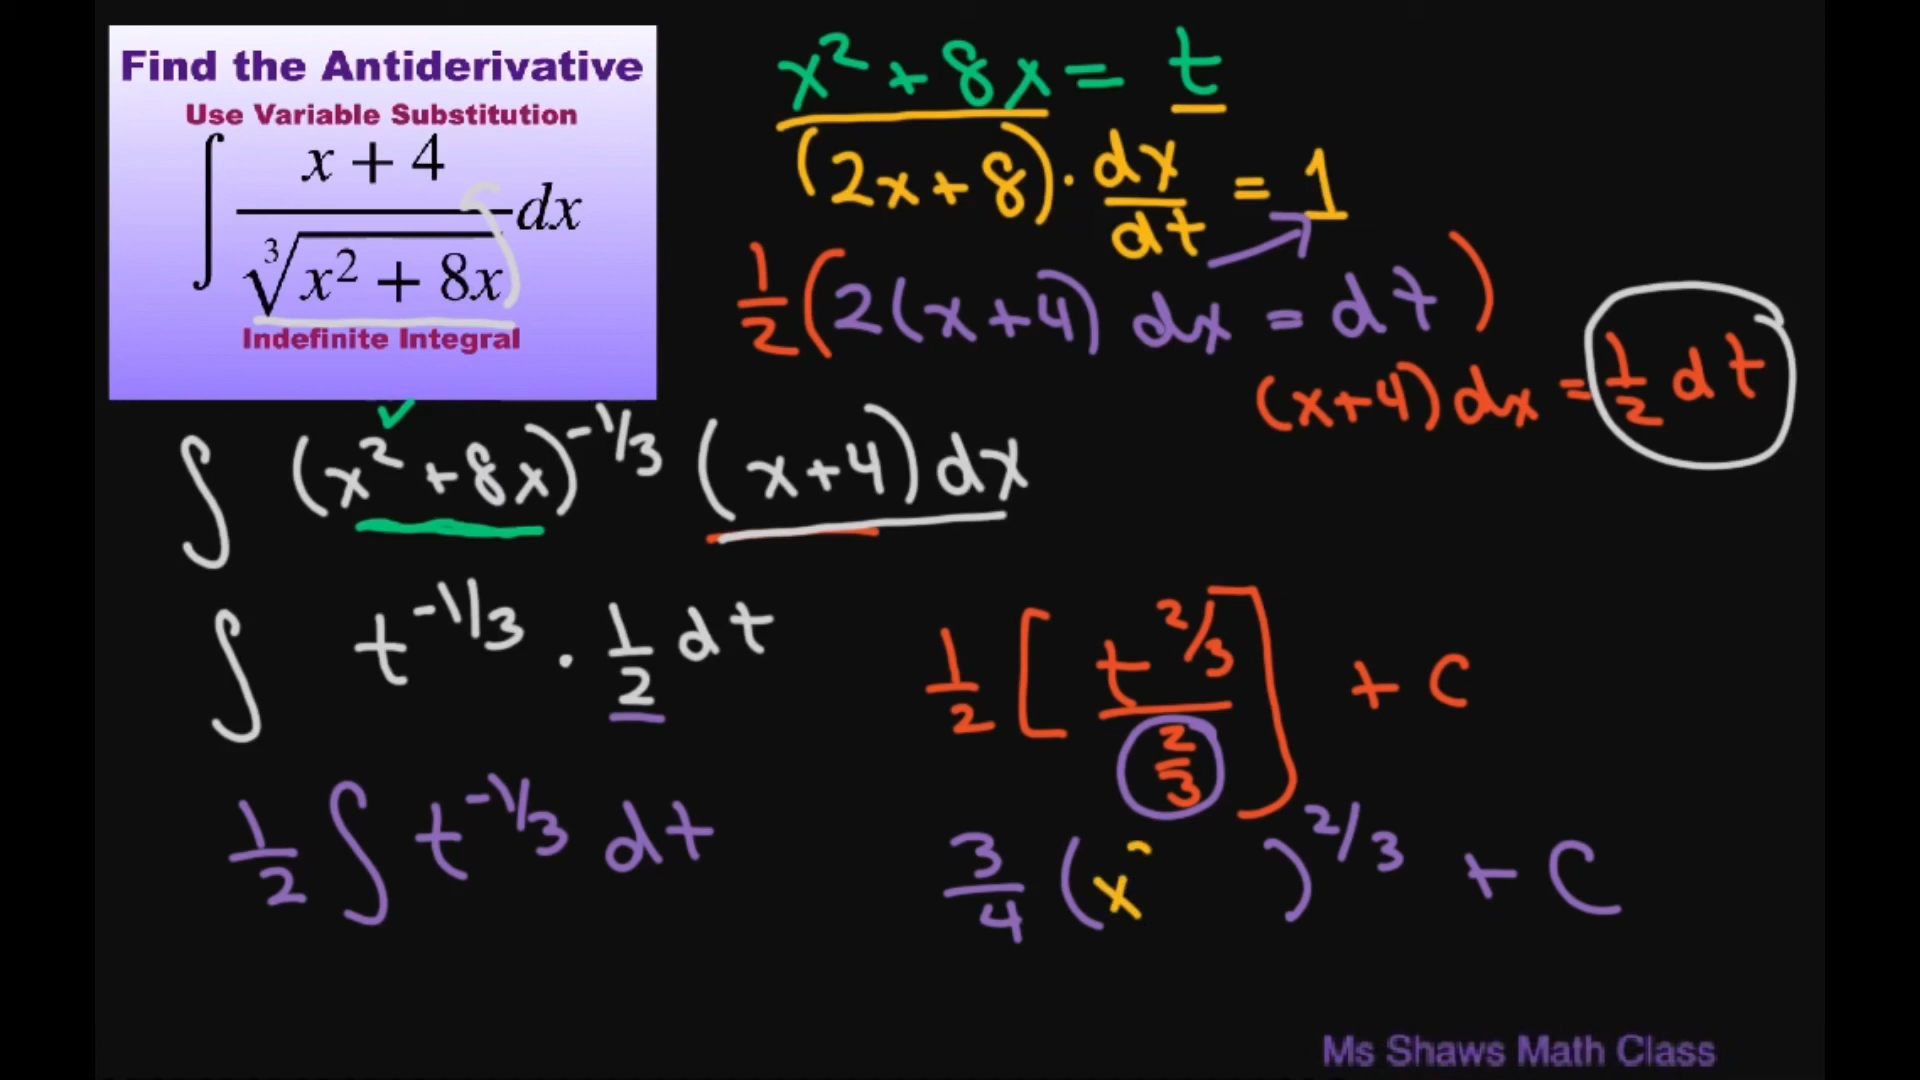 Find the Antiderivative
Use Variable Substitution
∫ (x + 4)/∛(x² + 8x) dx
Indefinite Integral
x² + 8x = t
(2x + 8) · dx/dt = 1
1/2 (2(x+4) dx = dt)
(x+4) dx = 1/2 dt
∫ (x² + 8x)^(-1/3) (x+4) dx
∫ t^(-1/3) · 1/2 dt
1/2 ∫ t^(-1/3) dt
1/2 [t^(2/3) / (2/3)] + C
3/4 (x )^(2/3) + C
Ms Shaws Math Class